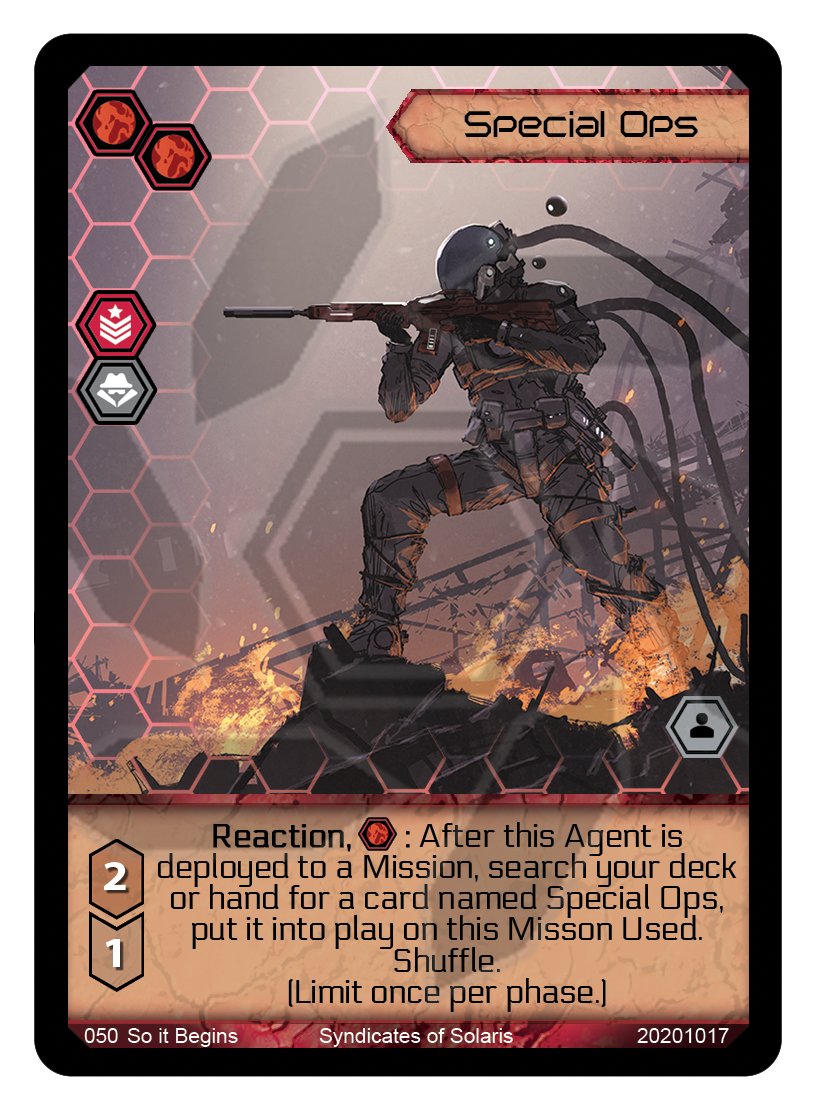 Special Ops
Reaction, : After this Agent is
deployed to a Mission, search your deck
or hand for a card named Special Ops,
put it into play on this Misson Used.
Shuffle.
(Limit once per phase.)
2
1
050 So it Begins Syndicates of Solaris 20201017